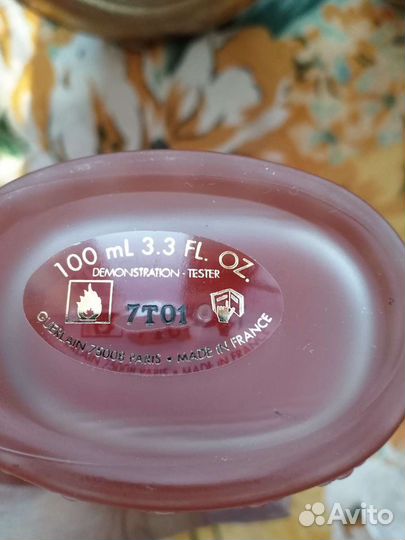 100 mL 3.3 FL. OZ.
DEMONSTRATION - TESTER
7T01
GUERLAIN 75008 PARIS • MADE IN FRANCE
Avito